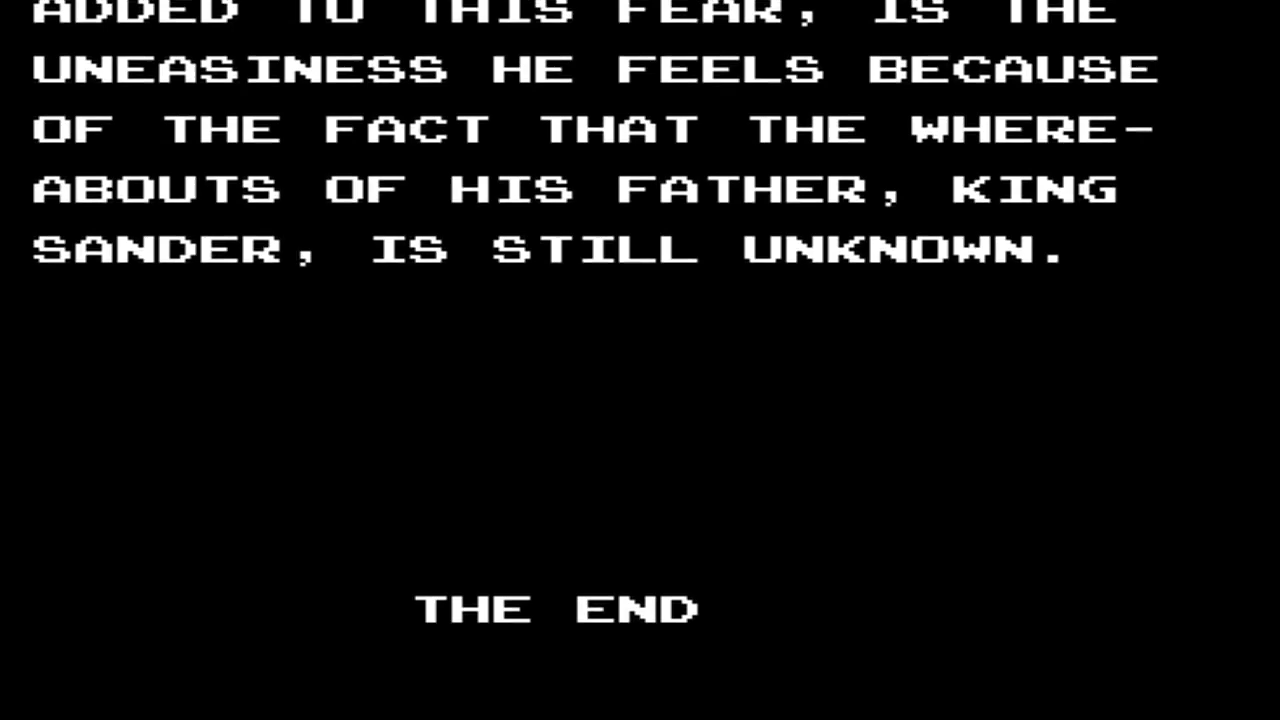 ADDED TO THIS FEAR, IS THE
UNEASINESS HE FEELS BECAUSE
OF THE FACT THAT THE WHERE-
ABOUTS OF HIS FATHER, KING
SANDER, IS STILL UNKNOWN.
THE END